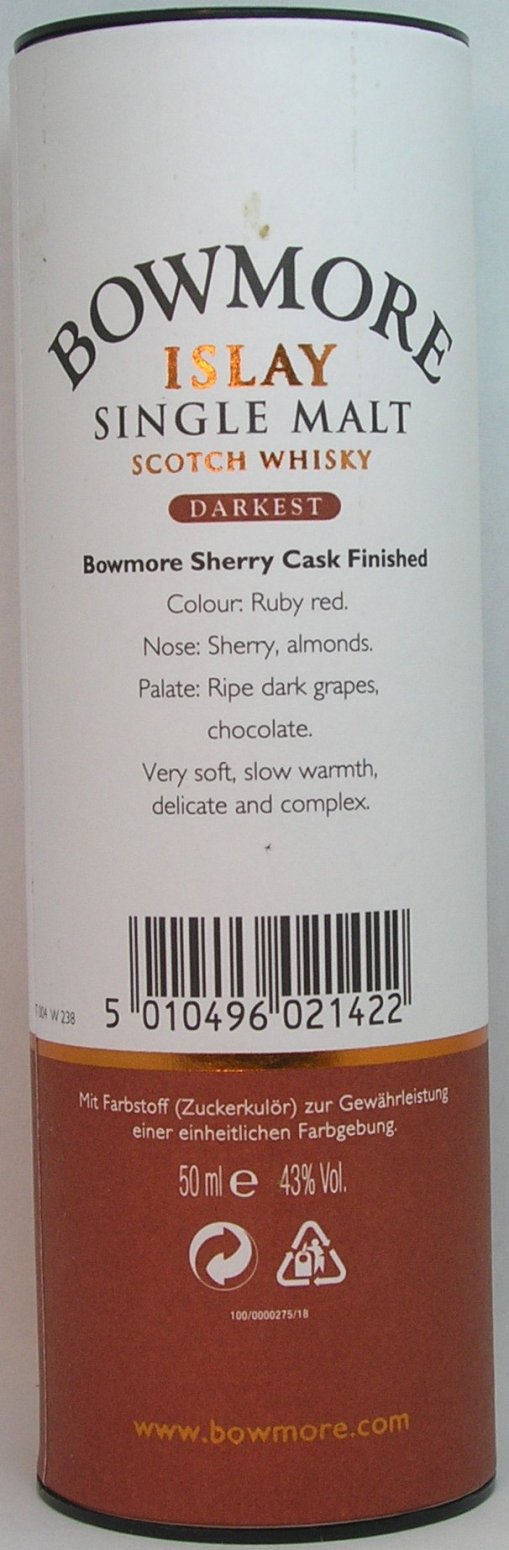 BOWMORE
ISLAY
SINGLE MALT
SCOTCH WHISKY
DARKEST
Bowmore Sherry Cask Finished
Colour: Ruby red.
Nose: Sherry, almonds.
Palate: Ripe dark grapes,
chocolate.
Very soft, slow warmth,
delicate and complex.
W 238
5 010496 021422
Mit Farbstoff (Zuckerkulör) zur Gewährleistung
einer einheitlichen Farbgebung.
50 ml e 43% Vol.
100/0000275/18
www.bowmore.com